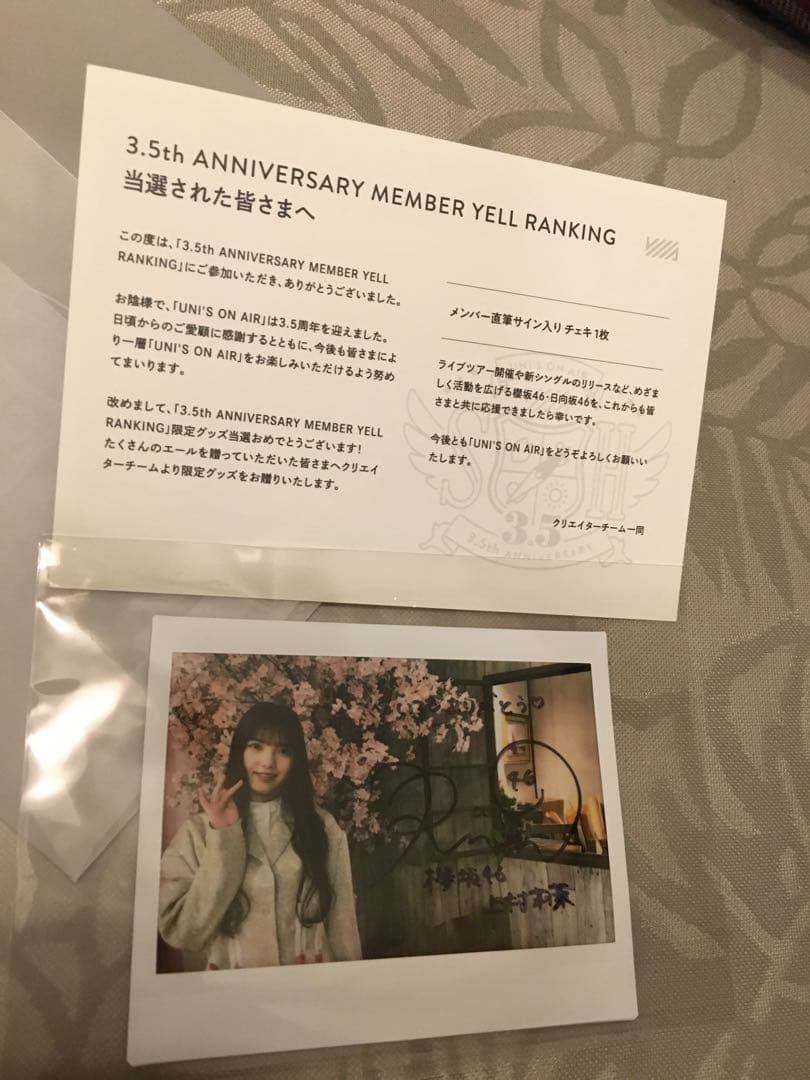 3.5th ANNIVERSARY MEMBER YELL RANKING
当選された皆さまへ
この度は、「3.5th ANNIVERSARY MEMBER YELL
RANKING」にご参加いただき、ありがとうございました。
お陰様で、「UNI'S ON AIR」は3.5周年を迎えました。
日頃からのご愛顧に感謝するとともに、今後も皆さまによ
り一層「UNI'S ON AIR」をお楽しみいただけるよう努め
てまいります。
改めまして、「3.5th ANNIVERSARY MEMBER YELL
RANKING」限定グッズ当選おめでとうございます!
たくさんのエールを贈っていただいた皆さまへクリエイ
ターチームより限定グッズをお贈りいたします。
メンバー直筆サイン入り チェキ 1枚
ライブツアー開催や新シングルのリリースなど、めざま
しく活動を広げる櫻坂46・日向坂46を、これからも皆
さまと共に応援できましたら幸いです。
今後とも「UNI'S ON AIR」をどうぞよろしくお願いい
たします。
クリエイターチーム一同
UNI'S ON AIR
S H
3.5
3.5th ANNIVERSARY
とう♡
46
櫻坂46
上村莉菜